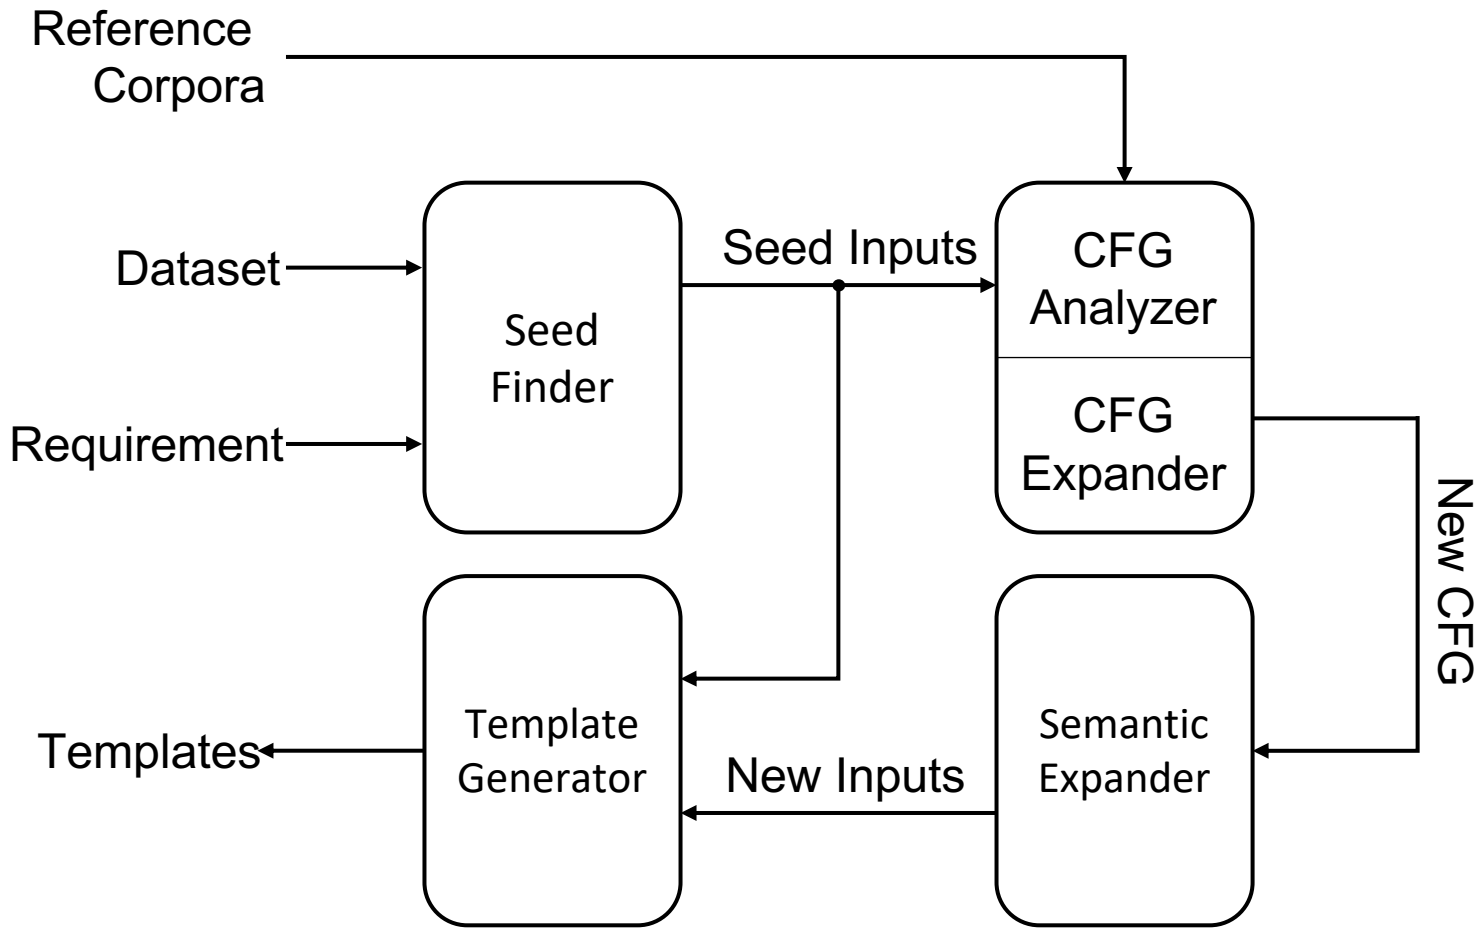 Reference
Corpora
Dataset
Requirement
Seed
Finder
Seed Inputs
CFG
Analyzer
CFG
Expander
New CFG
Semantic
Expander
New Inputs
Template
Generator
Templates